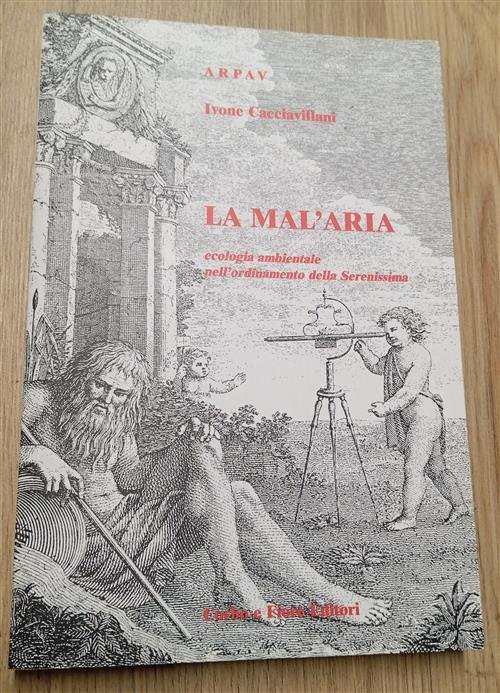 ARPAV
Ivone Cacciavillani
LA MAL'ARIA
ecologia ambientale
nell'ordinamento della Serenissima
Corbo e Fiore Editori